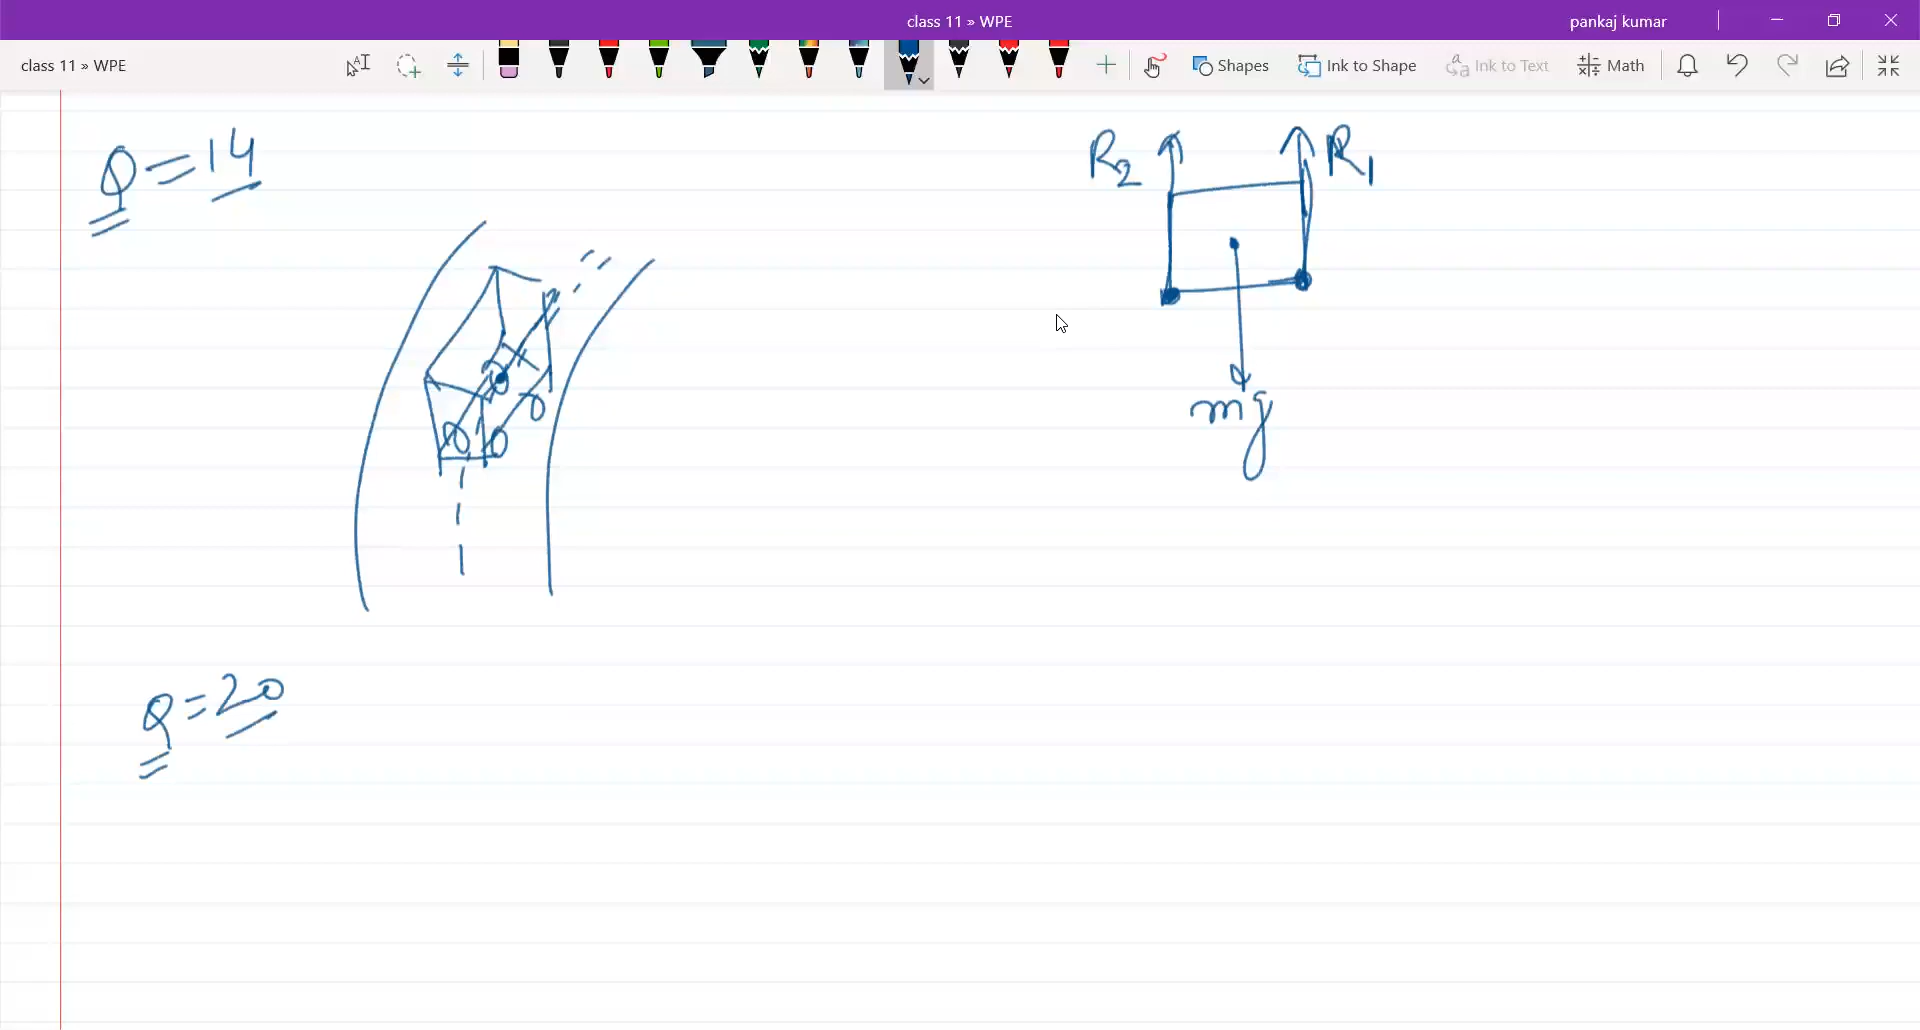 class 11 » WPE
pankaj kumar
class 11 » WPE
Shapes
Ink to Shape
Ink to Text
Math
Q = 14
R2
R1
mg
Q = 20